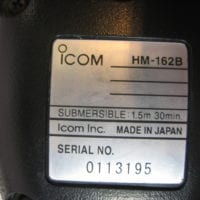 ICOM HM-162B
SUBMERSIBLE: 1.5m 30min.
Icom Inc. MADE IN JAPAN
SERIAL NO.
0113195